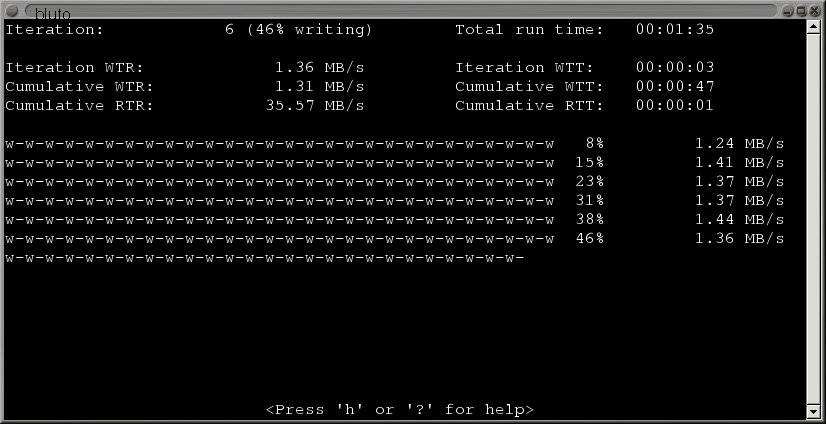 bluto
Iteration: 6 (46% writing) Total run time: 00:01:35
Iteration WTR: 1.36 MB/s Iteration WTT: 00:00:03
Cumulative WTR: 1.31 MB/s Cumulative WTT: 00:00:47
Cumulative RTR: 35.57 MB/s Cumulative RTT: 00:00:01
w-w-w-w-w-w-w-w-w-w-w-w-w-w-w-w-w-w-w-w-w-w-w-w-w-w-w-w 8% 1.24 MB/s
w-w-w-w-w-w-w-w-w-w-w-w-w-w-w-w-w-w-w-w-w-w-w-w-w-w-w-w 15% 1.41 MB/s
w-w-w-w-w-w-w-w-w-w-w-w-w-w-w-w-w-w-w-w-w-w-w-w-w-w-w-w 23% 1.37 MB/s
w-w-w-w-w-w-w-w-w-w-w-w-w-w-w-w-w-w-w-w-w-w-w-w-w-w-w-w 31% 1.37 MB/s
w-w-w-w-w-w-w-w-w-w-w-w-w-w-w-w-w-w-w-w-w-w-w-w-w-w-w-w 38% 1.44 MB/s
w-w-w-w-w-w-w-w-w-w-w-w-w-w-w-w-w-w-w-w-w-w-w-w-w-w-w-w 46% 1.36 MB/s
w-w-w-w-w-w-w-w-w-w-w-w-w-w-w-w-w-w-w-w-w-w-w-w-w-w-
<Press 'h' or '?' for help>